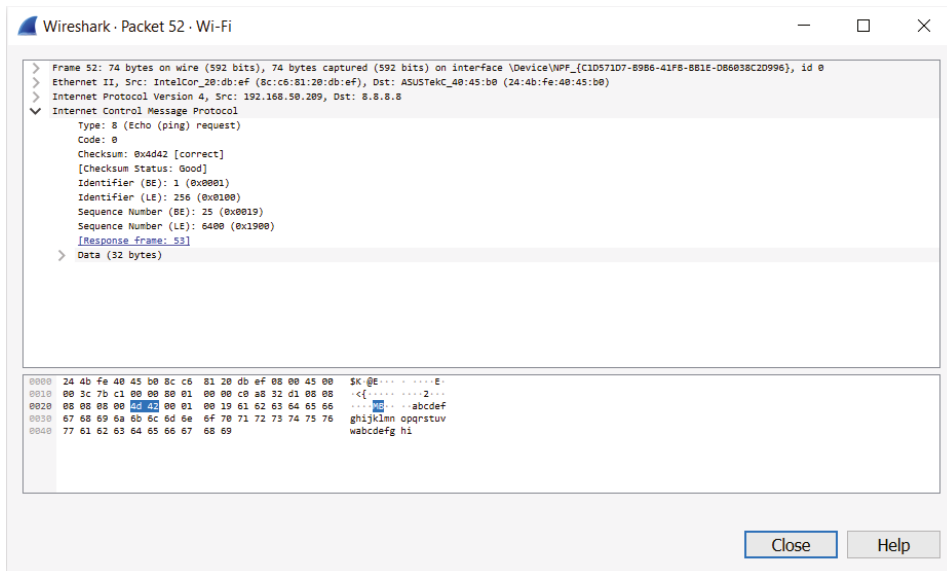 Wireshark · Packet 52 · Wi-Fi
Frame 52: 74 bytes on wire (592 bits), 74 bytes captured (592 bits) on interface \Device\NPF_{C1D571D7-B9B6-41FB-BB1E-DB6038C2D996}, id 0
Ethernet II, Src: IntelCor_20:db:ef (8c:c6:81:20:db:ef), Dst: ASUSTekC_40:45:b0 (24:4b:fe:40:45:b0)
Internet Protocol Version 4, Src: 192.168.50.209, Dst: 8.8.8.8
Internet Control Message Protocol
Type: 8 (Echo (ping) request)
Code: 0
Checksum: 0x4d42 [correct]
[Checksum Status: Good]
Identifier (BE): 1 (0x0001)
Identifier (LE): 256 (0x0100)
Sequence Number (BE): 25 (0x0019)
Sequence Number (LE): 6400 (0x1900)
[Response frame: 53]
Data (32 bytes)
0000 24 4b fe 40 45 b0 8c c6 81 20 db ef 08 00 45 00 $K·@E··· · ····E·
0010 00 3c 7b c1 00 00 80 01 00 00 c0 a8 32 d1 08 08 ·<{····· ····2···
0020 08 08 08 00 4d 42 00 01 00 19 61 62 63 64 65 66 ····MB·· ··abcdef
0030 67 68 69 6a 6b 6c 6d 6e 6f 70 71 72 73 74 75 76 ghijklmn opqrstuv
0040 77 61 62 63 64 65 66 67 68 69 wabcdefg hi
Close Help